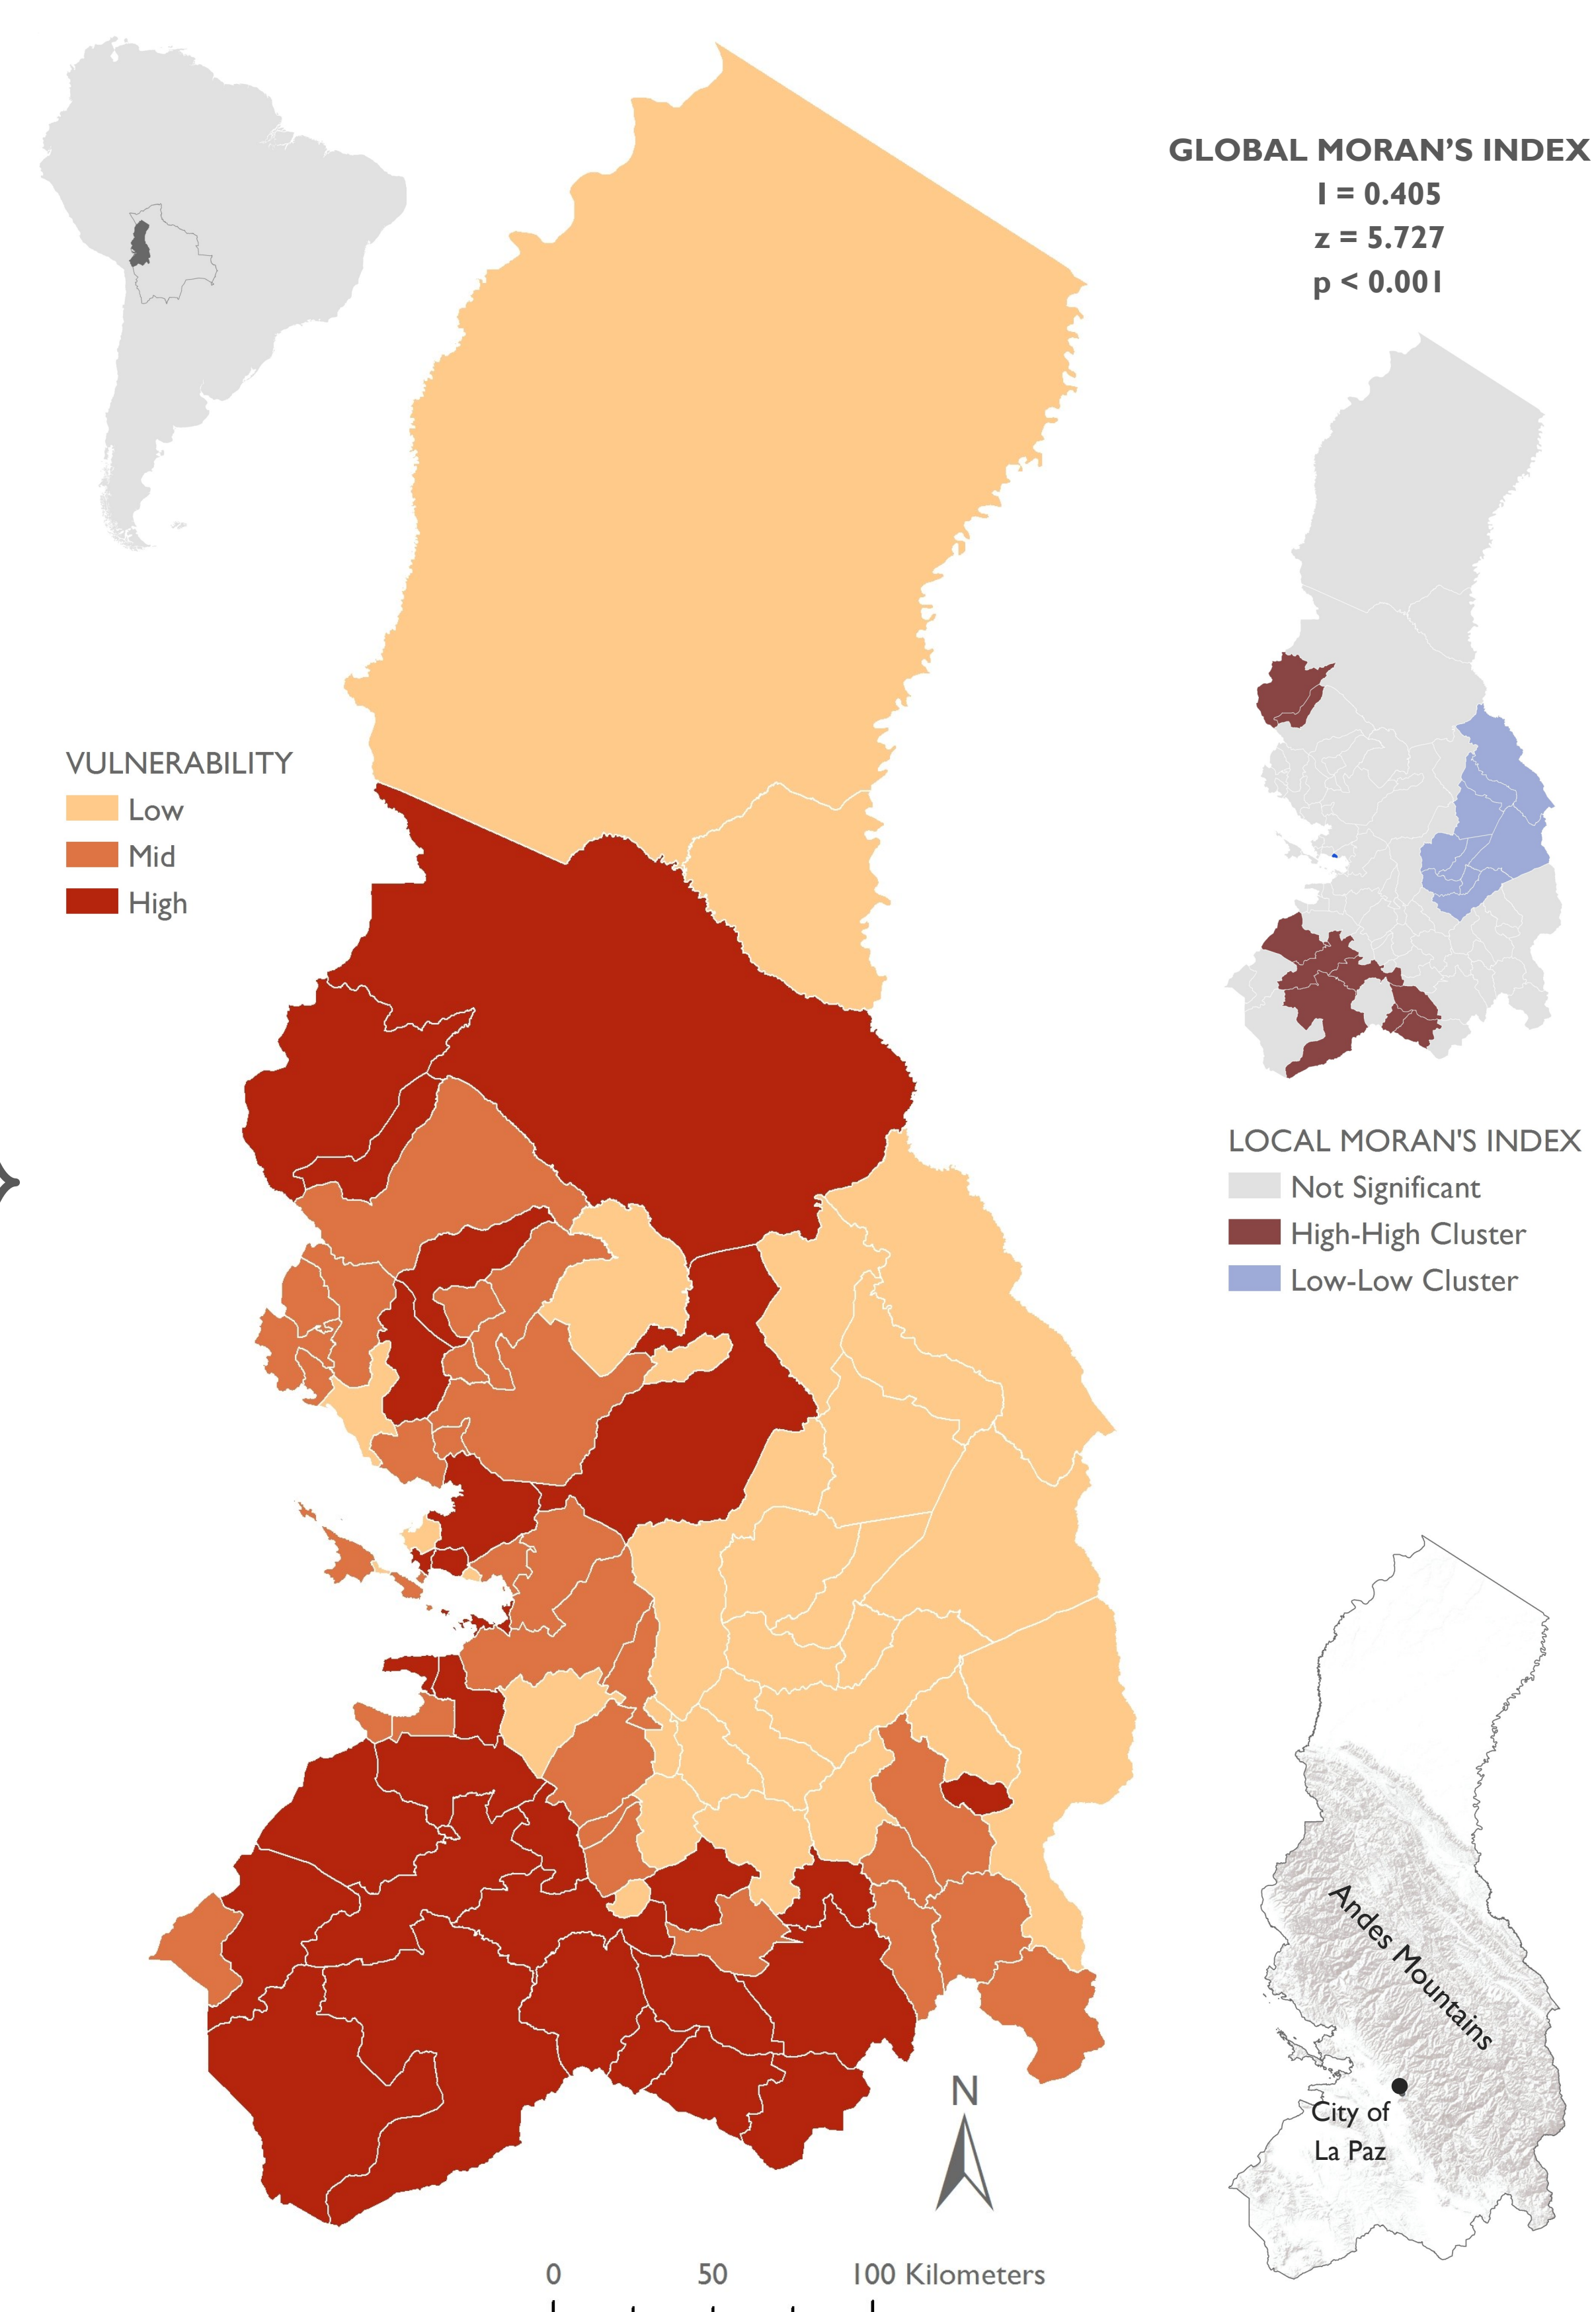 GLOBAL MORAN'S INDEX
I = 0.405
z = 5.727
p < 0.001
VULNERABILITY
Low
Mid
High
LOCAL MORAN'S INDEX
Not Significant
High-High Cluster
Low-Low Cluster
Andes Mountains
City of
La Paz
N
0 50 100 Kilometers